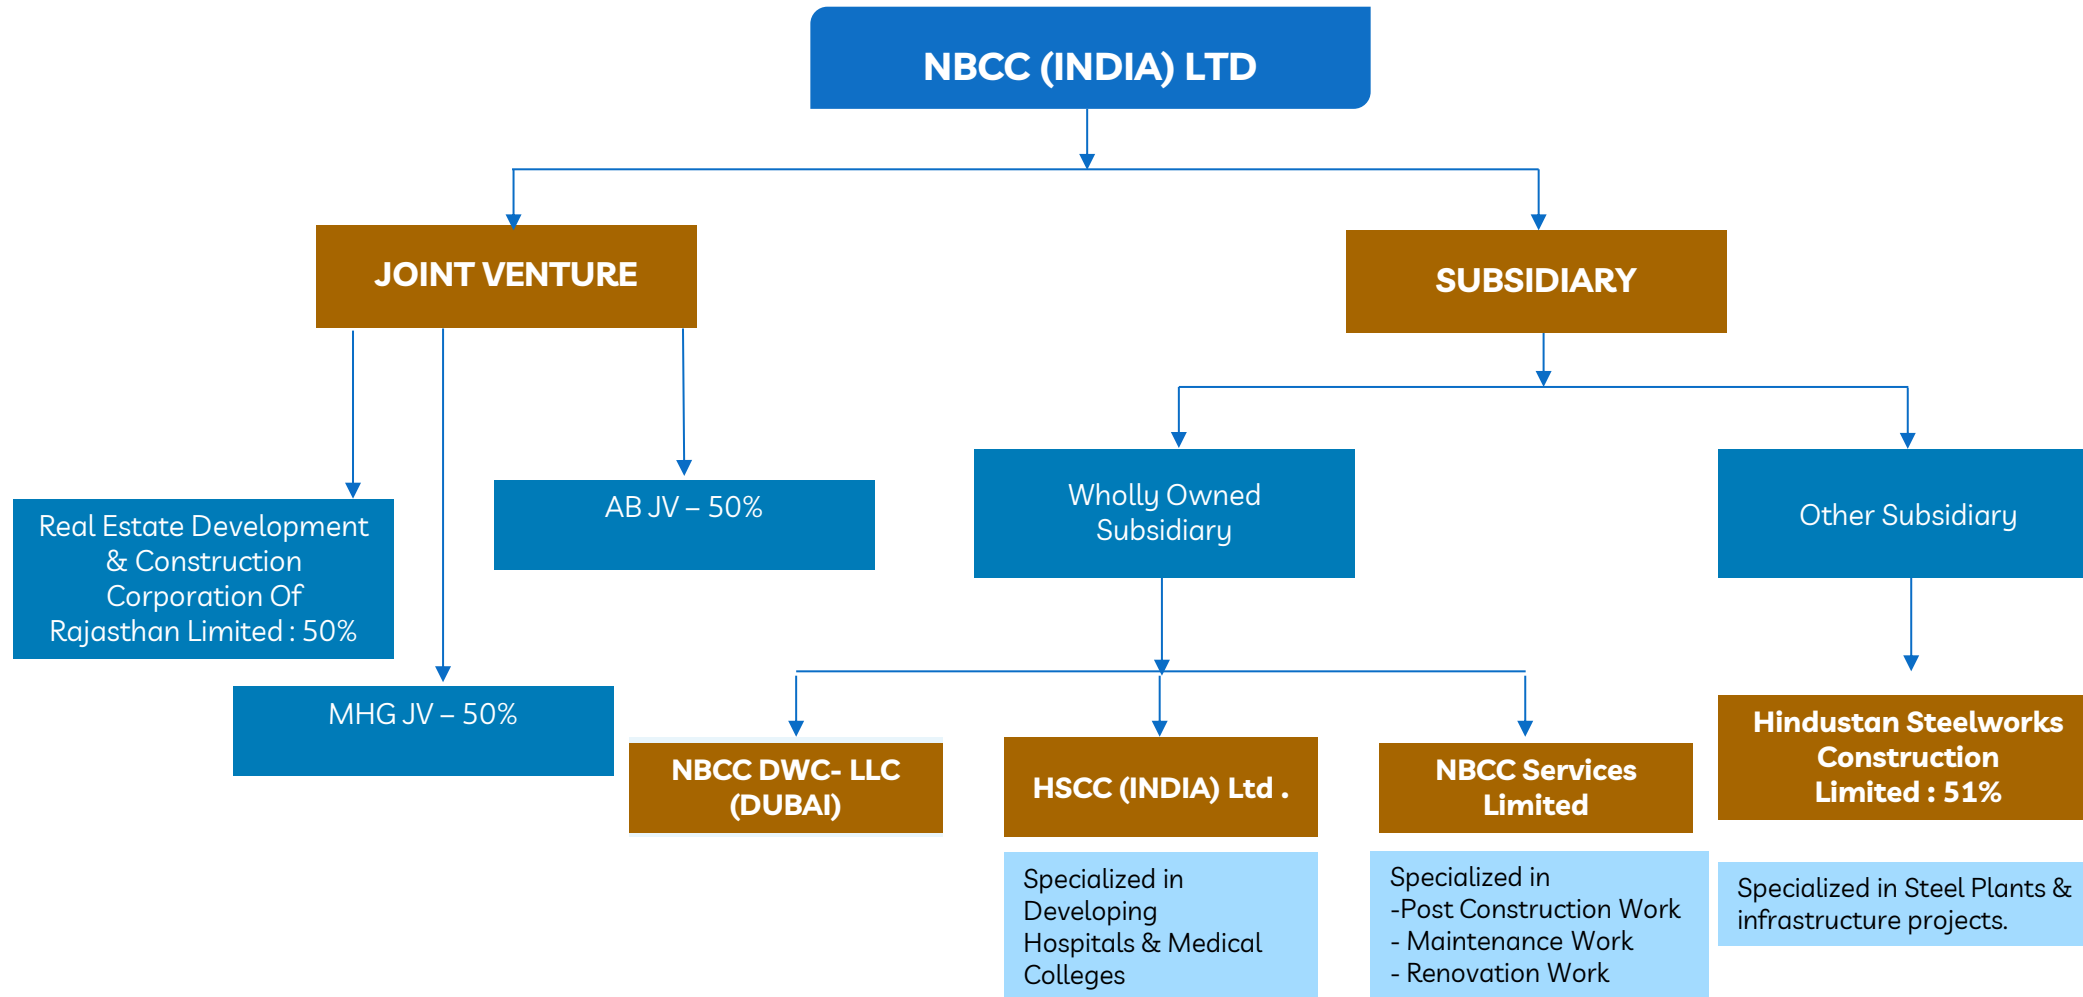 NBCC (INDIA) LTD
JOINT VENTURE
SUBSIDIARY
Real Estate Development
& Construction
Corporation Of
Rajasthan Limited : 50%
MHG JV – 50%
AB JV – 50%
Wholly Owned
Subsidiary
Other Subsidiary
NBCC DWC- LLC
(DUBAI)
HSCC (INDIA) Ltd .
NBCC Services
Limited
Hindustan Steelworks
Construction
Limited : 51%
Specialized in
Developing
Hospitals & Medical
Colleges
Specialized in
-Post Construction Work
- Maintenance Work
- Renovation Work
Specialized in Steel Plants &
infrastructure projects.